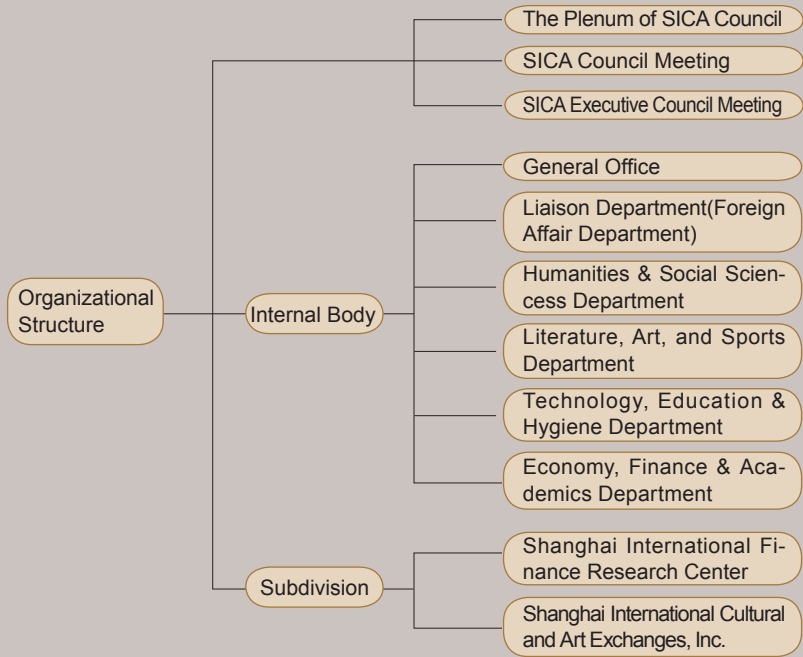 The Plenum of SICA Council
SICA Council Meeting
SICA Executive Council Meeting
General Office
Liaison Department(Foreign
Affair Department)
Humanities & Social Scien-
cess Department
Organizational
Structure
Internal Body
Literature, Art, and Sports
Department
Technology, Education &
Hygiene Department
Economy, Finance & Aca-
demics Department
Shanghai International Fi-
nance Research Center
Subdivision
Shanghai International Cultural
and Art Exchanges, Inc.